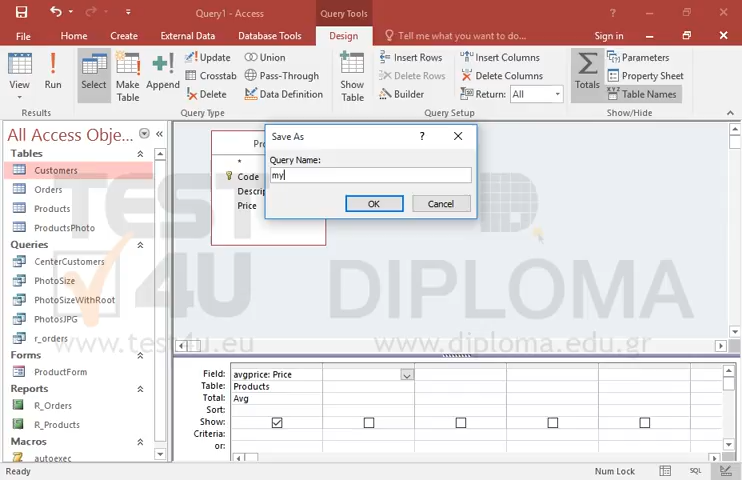 Query1 - Access
Query Tools
File
Home
Create
External Data
Database Tools
Design
Tell me what you want to do...
Sign in
View
Run
Select
Make Table
Append
Update
Crosstab
Delete
Union
Pass-Through
Data Definition
Show Table
Insert Rows
Delete Rows
Builder
Insert Columns
Delete Columns
Return: All
Totals
Parameters
Property Sheet
Table Names
Results
Query Type
Query Setup
Show/Hide
All Access Obje...
Tables
Customers
Orders
Products
ProductsPhoto
Queries
CenterCustomers
PhotoSize
PhotoSizeWithRoot
PhotosJPG
r_orders
Forms
ProductForm
Reports
R_Orders
R_Products
Macros
autoexec
*
Code
Price
Save As
?
Query Name:
my
OK
Cancel
TEST
4U
DIPLOMA
www.test4u.eu
www.diploma.edu.gr
Field: avgprice: Price
Table: Products
Total: Avg
Sort:
Show:
Criteria:
or:
Ready
Num Lock
SQL